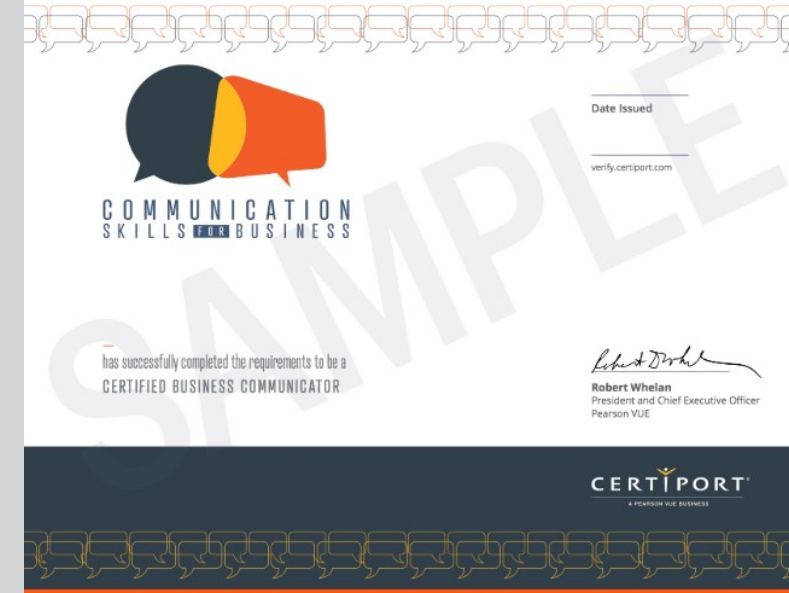 SAMPLE
COMMUNICATION
SKILLS FOR BUSINESS
Date Issued
verify.certiport.com
has successfully completed the requirements to be a
CERTIFIED BUSINESS COMMUNICATOR
Robert Whelan
President and Chief Executive Officer
Pearson VUE
CERTIPORT
A PEARSON VUE BUSINESS